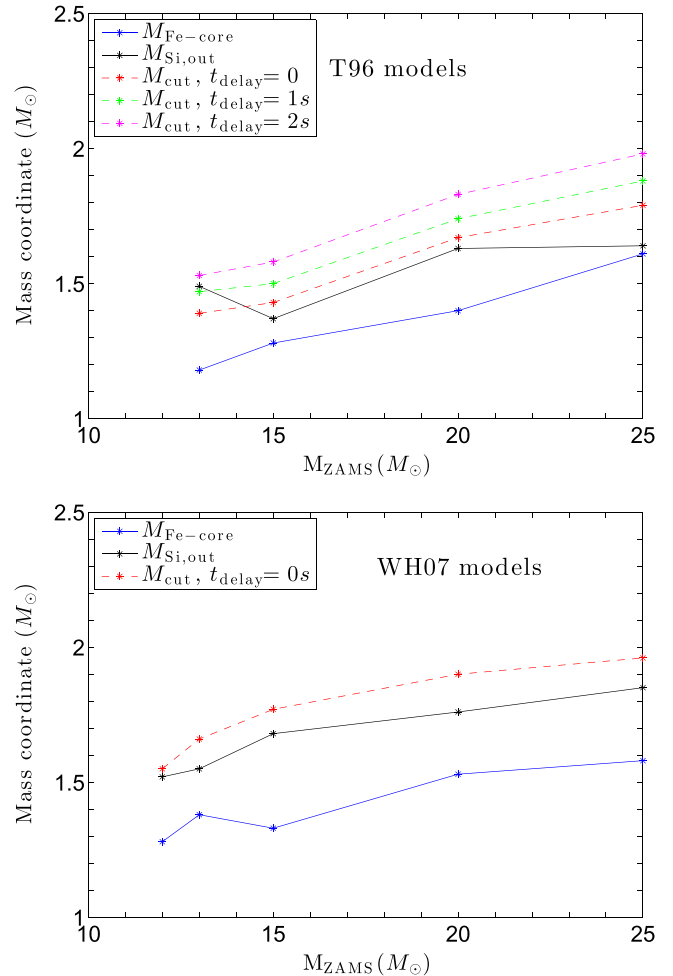 2.5
M_Fe−core
M_Si,out
M_cut, t_delay= 0
M_cut, t_delay= 1s
M_cut, t_delay= 2s
T96 models
2
1.5
1
Mass coordinate (M_⊙)
10
15
20
25
M_ZAMS(M_⊙)
2.5
M_Fe−core
M_Si,out
M_cut, t_delay= 0s
WH07 models
2
1.5
1
Mass coordinate (M_⊙)
10
15
20
25
M_ZAMS(M_⊙)